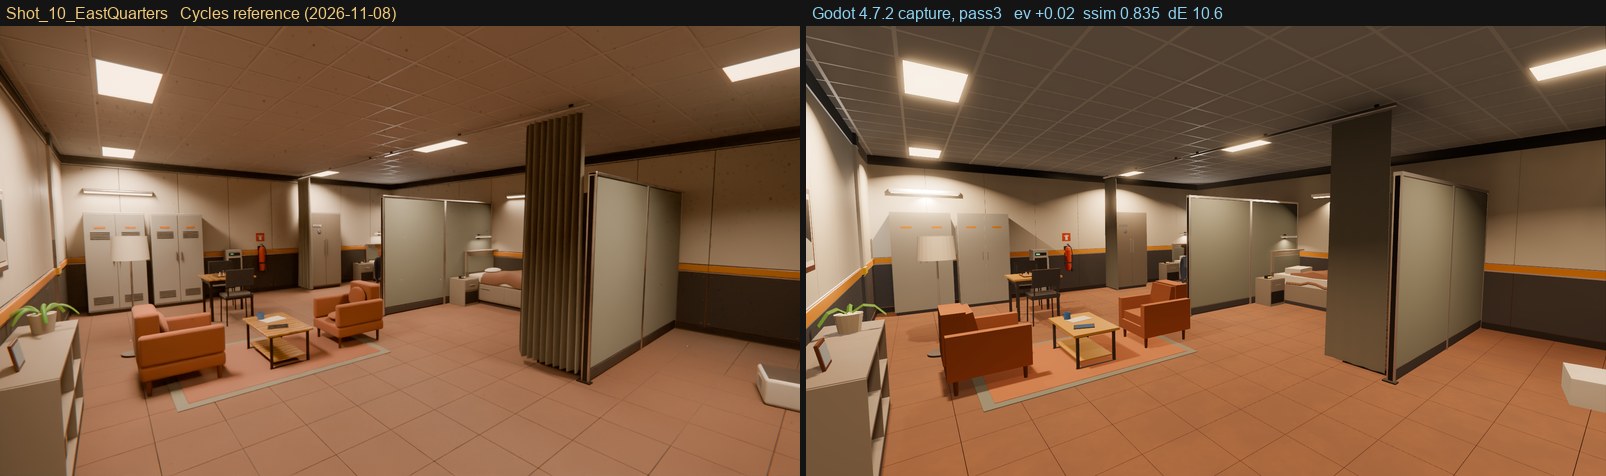 Shot_10_EastQuarters Cycles reference (2026-11-08)
Godot 4.7.2 capture, pass3 ev +0.02 ssim 0.835 dE 10.6